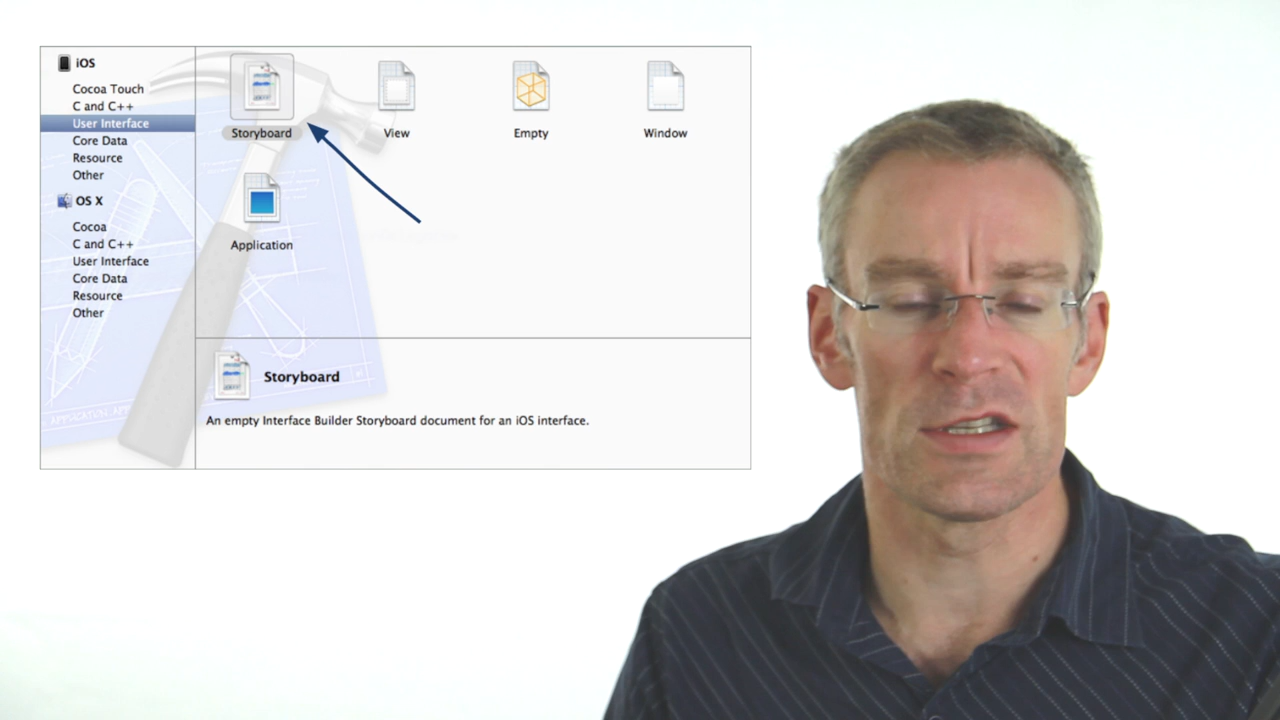 iOS
Cocoa Touch
C and C++
User Interface
Core Data
Resource
Other
OS X
Cocoa
C and C++
User Interface
Core Data
Resource
Other
Storyboard
View
Empty
Window
Application
Storyboard
An empty Interface Builder Storyboard document for an iOS interface.